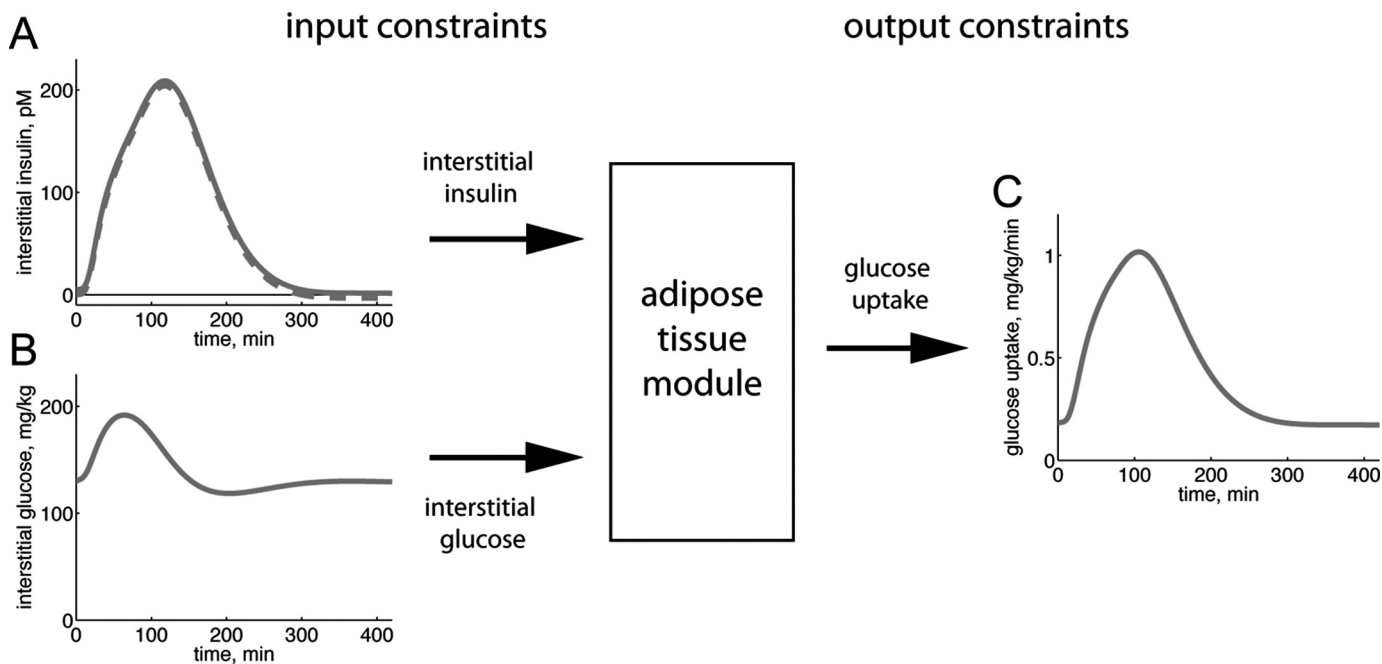 input constraints
output constraints
A
interstitial insulin, pM
200
100
0
0 100 200 300 400
time, min
interstitial
insulin
B
interstitial glucose, mg/kg
200
100
0
0 100 200 300 400
time, min
interstitial
glucose
adipose
tissue
module
glucose
uptake
C
glucose uptake, mg/kg/min
1
0.5
0
0 100 200 300 400
time, min